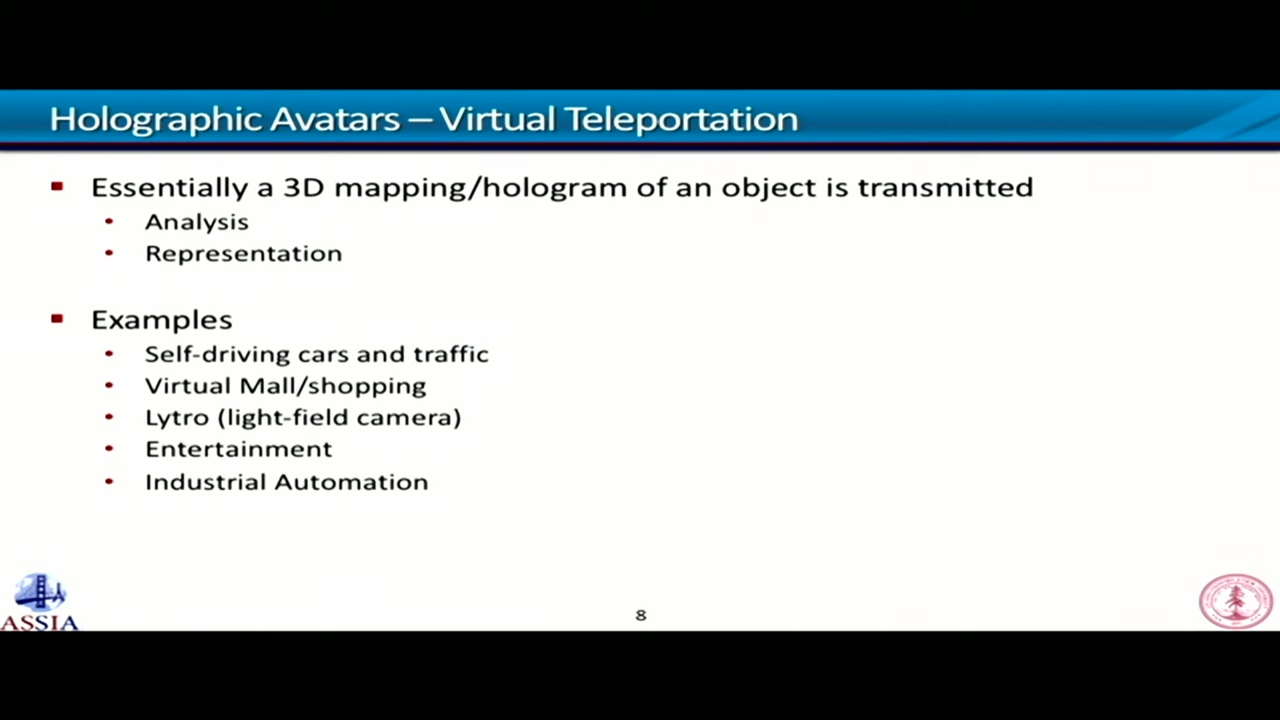 Holographic Avatars – Virtual Teleportation
Essentially a 3D mapping/hologram of an object is transmitted
Analysis
Representation
Examples
Self-driving cars and traffic
Virtual Mall/shopping
Lytro (light-field camera)
Entertainment
Industrial Automation
ASSIA
8